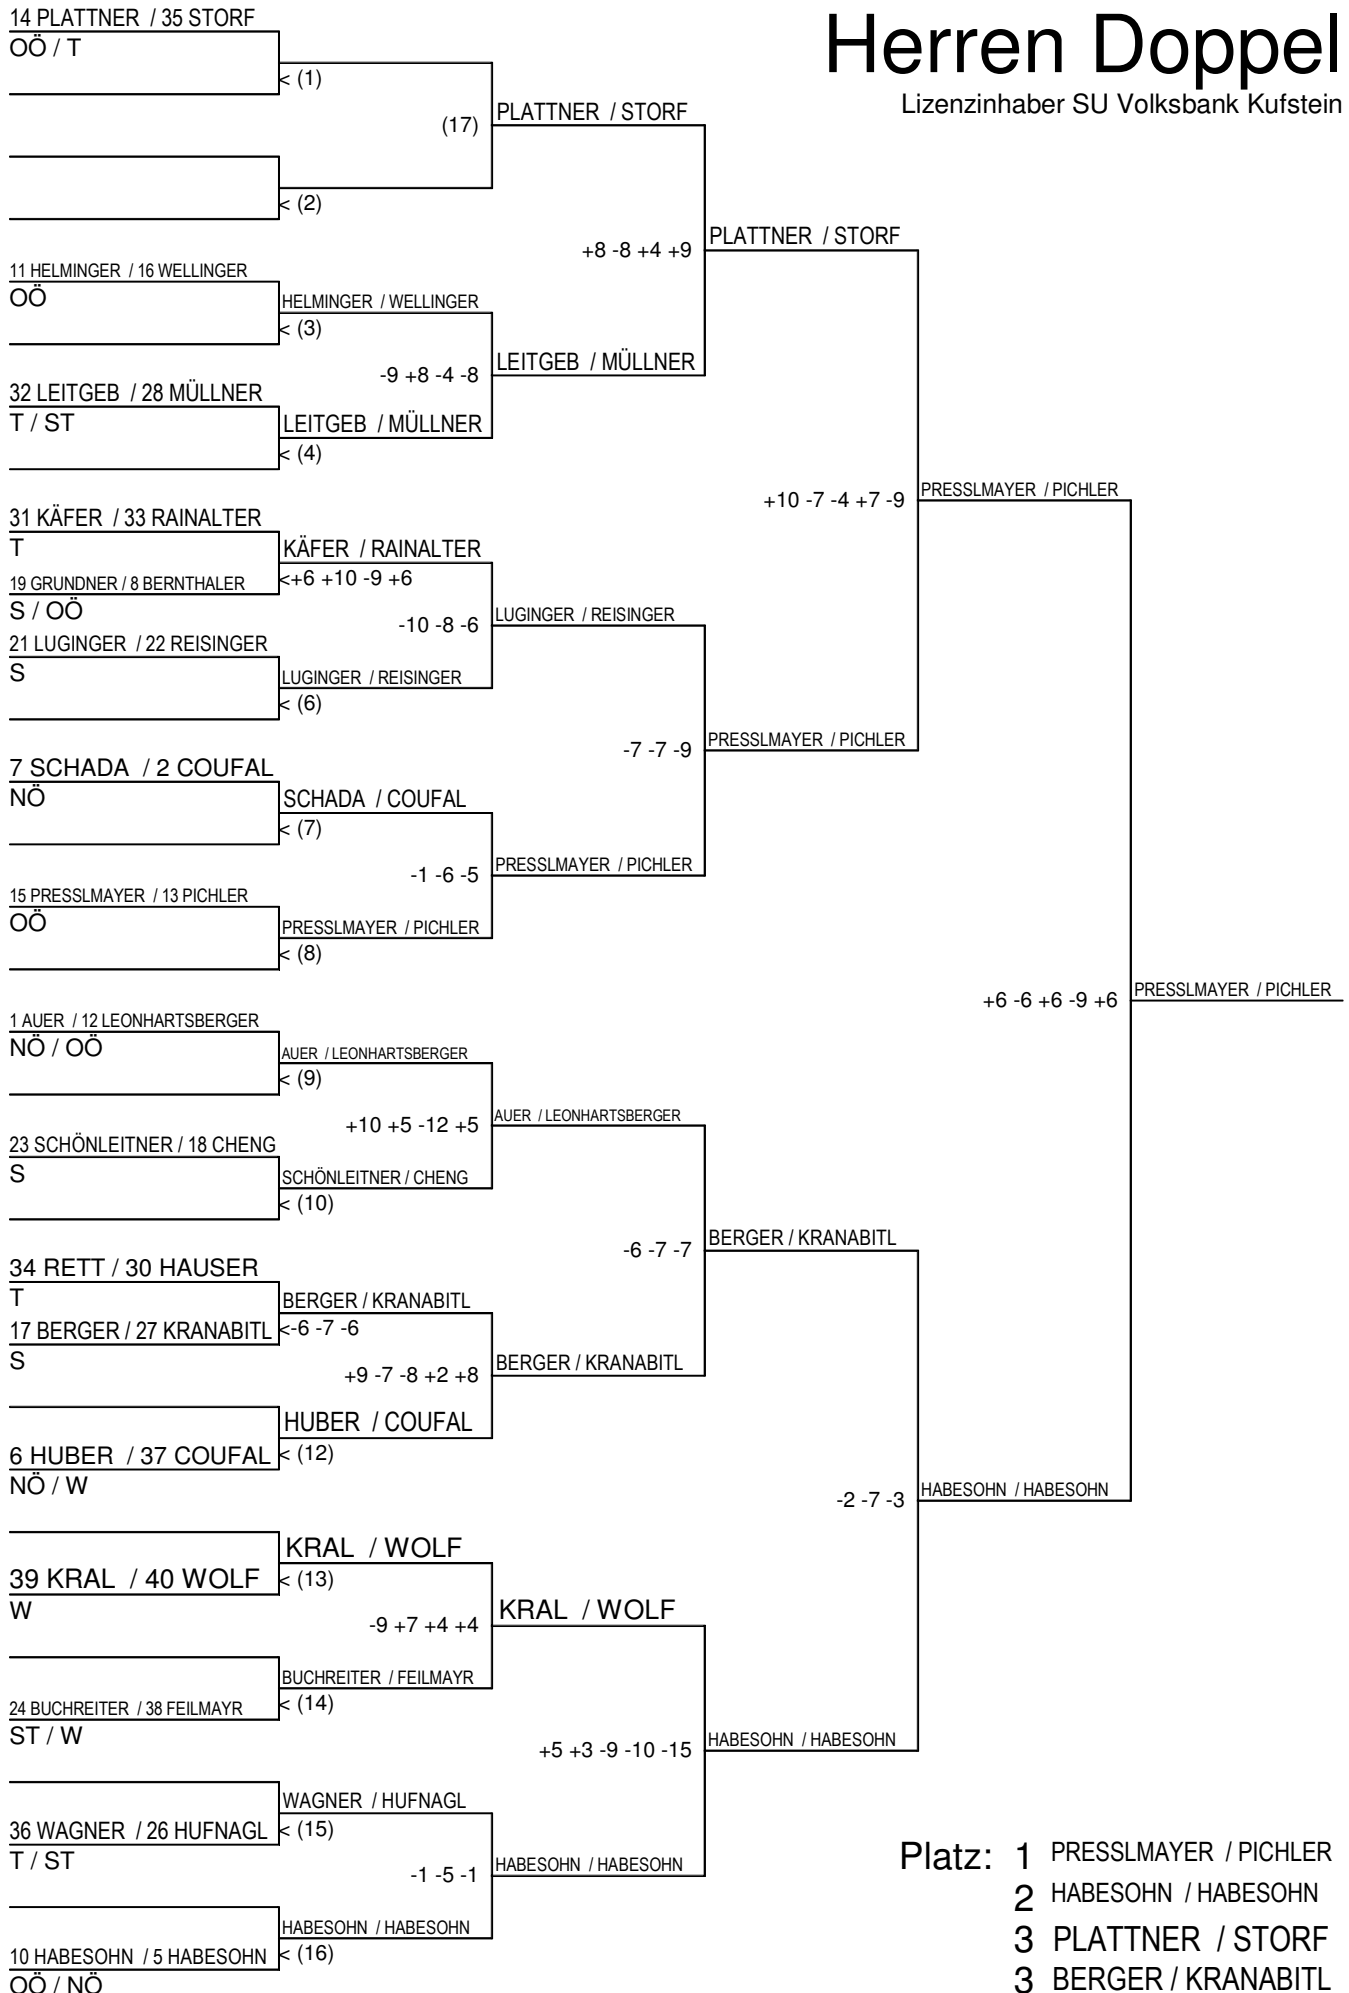 Herren Doppel
Lizenzinhaber SU Volksbank Kufstein
14 PLATTNER / 35 STORF
OÖ / T
< (1)
(17)
PLATTNER / STORF
< (2)
+8 -8 +4 +9
PLATTNER / STORF
11 HELMINGER / 16 WELLINGER
OÖ
HELMINGER / WELLINGER
< (3)
-9 +8 -4 -8
LEITGEB / MÜLLNER
32 LEITGEB / 28 MÜLLNER
T / ST
LEITGEB / MÜLLNER
< (4)
+10 -7 -4 +7 -9
PRESSLMAYER / PICHLER
31 KÄFER / 33 RAINALTER
T
KÄFER / RAINALTER
19 GRUNDNER / 8 BERNTHALER
<+6 +10 -9 +6
S / OÖ
-10 -8 -6
LUGINGER / REISINGER
21 LUGINGER / 22 REISINGER
S
LUGINGER / REISINGER
< (6)
-7 -7 -9
PRESSLMAYER / PICHLER
7 SCHADA / 2 COUFAL
NÖ
SCHADA / COUFAL
< (7)
-1 -6 -5
PRESSLMAYER / PICHLER
15 PRESSLMAYER / 13 PICHLER
OÖ
PRESSLMAYER / PICHLER
< (8)
+6 -6 +6 -9 +6
PRESSLMAYER / PICHLER
1 AUER / 12 LEONHARTSBERGER
NÖ / OÖ
AUER / LEONHARTSBERGER
< (9)
+10 +5 -12 +5
AUER / LEONHARTSBERGER
23 SCHÖNLEITNER / 18 CHENG
S
SCHÖNLEITNER / CHENG
< (10)
-6 -7 -7
BERGER / KRANABITL
34 RETT / 30 HAUSER
T
BERGER / KRANABITL
17 BERGER / 27 KRANABITL
<-6 -7 -6
S
+9 -7 -8 +2 +8
BERGER / KRANABITL
HUBER / COUFAL
6 HUBER / 37 COUFAL
< (12)
NÖ / W
-2 -7 -3
HABESOHN / HABESOHN
KRAL / WOLF
39 KRAL / 40 WOLF
< (13)
W
-9 +7 +4 +4
KRAL / WOLF
BUCHREITER / FEILMAYR
24 BUCHREITER / 38 FEILMAYR
< (14)
ST / W
+5 +3 -9 -10 -15
HABESOHN / HABESOHN
WAGNER / HUFNAGL
36 WAGNER / 26 HUFNAGL
< (15)
T / ST
-1 -5 -1
HABESOHN / HABESOHN
HABESOHN / HABESOHN
10 HABESOHN / 5 HABESOHN
< (16)
OÖ / NÖ
Platz: 1 PRESSLMAYER / PICHLER
2 HABESOHN / HABESOHN
3 PLATTNER / STORF
3 BERGER / KRANABITL